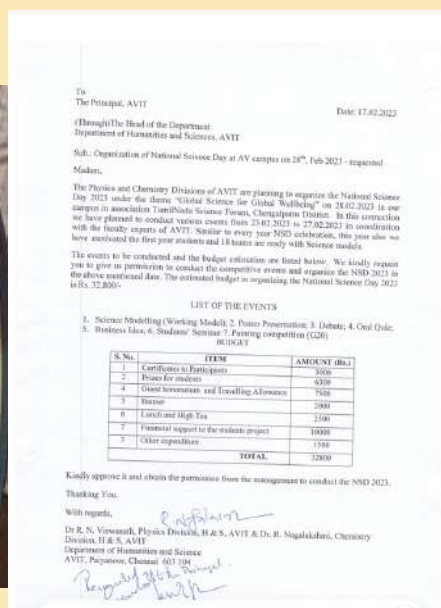 To
The Principal, AVIT
Date: 17.02.2023
(Through)The Head of the Department
Department of Humanities and Sciences, AVIT
Sub.: Organization of National Science Day at AV campus on 28th, Feb 2023 - requested
Madam,
The Physics and Chemistry Divisions of AVIT are planning to organize the National Science
Day 2023 under the theme "Global Science for Global Wellbeing" on 28.02.2023 in our
campus in association TamilNadu Science Forum, Chengalpattu District. In this connection
we have planned to conduct various events from 23.02.2023 to 27.02.2023 in coordination
with the faculty experts of AVIT. Similar to every year NSD celebration, this year also we
have motivated the first year students and 18 teams are ready with Science models.
The events to be conducted and the budget estimation are listed below. We kindly request
you to give us permission to conduct the competitive events and organize the NSD 2023 in
the above mentioned date. The estimated budget in organizing the National Science Day 2023
is Rs. 32,800/-
LIST OF THE EVENTS
1. Science Modelling (Working Model); 2. Poster Presentation; 3. Debate; 4. Oral Quiz;
5. Business Idea; 6. Students' Seminar 7. Painting competition (G20)
BUDGET
S. No. ITEM AMOUNT (Rs.)
1 Certificates to Participants 3000
2 Prizes for students 6300
4 Guest honorarium and Travelling Allowance 7500
5 Banner 2000
6 Lunch and High Tea 2500
7 Financial support to the students project 10000
7 Other expenditure 1500
TOTAL 32800
Kindly approve it and obtain the permission from the management to conduct the NSD 2023.
Thanking You.
With regards,
Dr R. N. Viswanath, Physics Division, H & S, AVIT & Dr. R. Nagalakshmi, Chemistry
Division, H & S, AVIT
Department of Humanities and Science
AVIT, Paiyanoor, Chennai 603 104